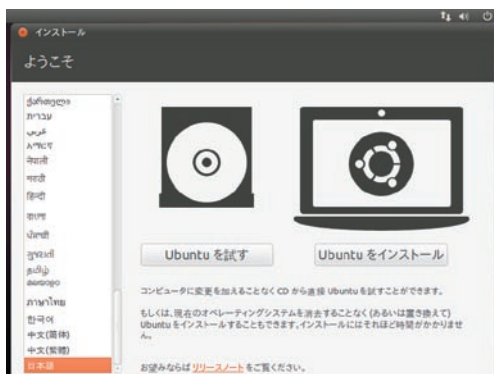 インストール
ようこそ
ქართული
עברית
عربي
አማርኛ
नेपाली
मराठी
हिन्दी
বাংলা
ਪੰਜਾਬੀ
ગુજરાતી
தமிழ்
ภาษาไทย
한국어
中文(简体)
中文(繁體)
日本語
Ubuntu を試す
Ubuntu をインストール
コンピュータに変更を加えることなく CD から直接 Ubuntu を試すことができます。
もしくは、現在のオペレーティングシステムを消去することなく (あるいは置き換えて)
Ubuntu をインストールすることもできます。インストールにはそれほど時間がかかりませ
ん。
お望みならば リリースノート をご覧ください。